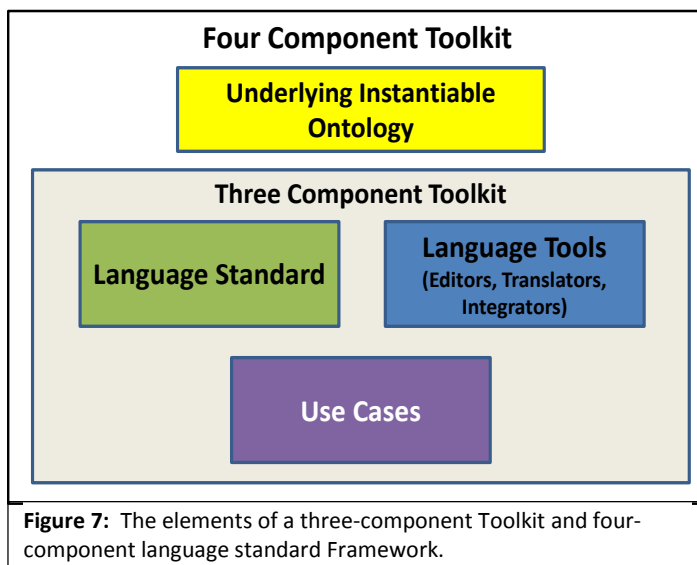 Four Component Toolkit
Underlying Instantiable
Ontology
Three Component Toolkit
Language Standard
Language Tools
(Editors, Translators,
Integrators)
Use Cases
Figure 7: The elements of a three-component Toolkit and four-
component language standard Framework.